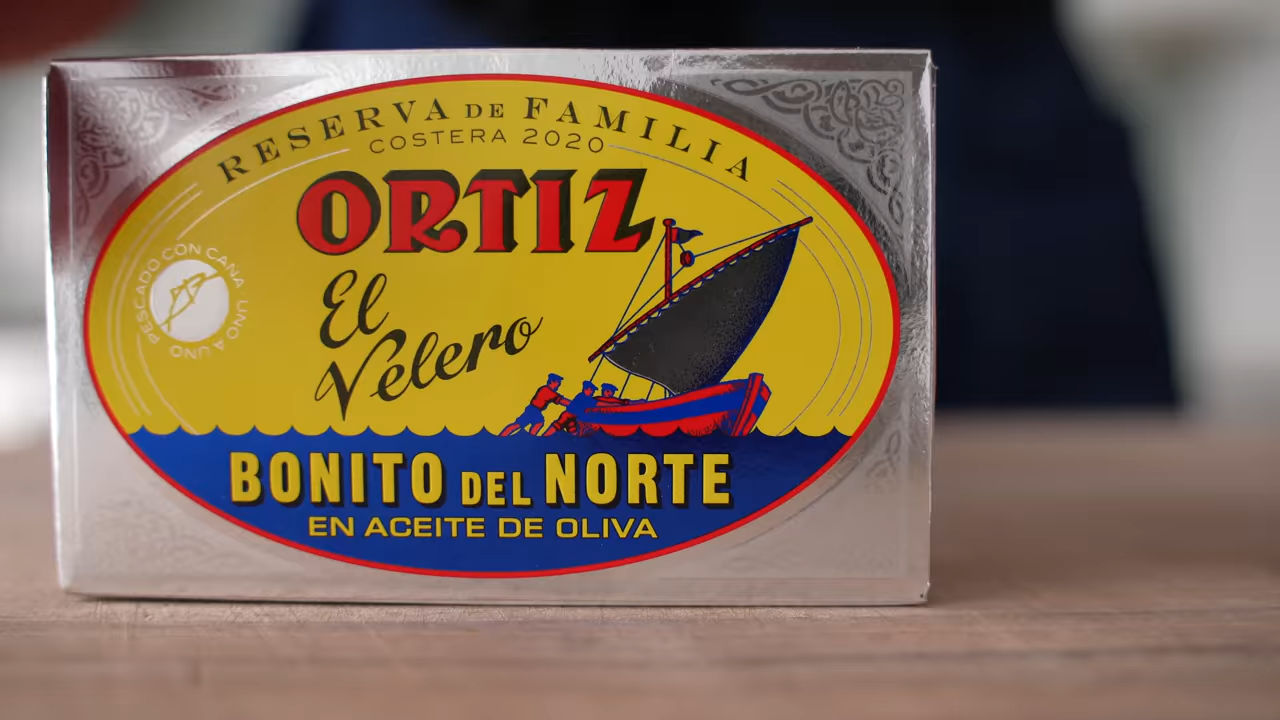 RESERVA DE FAMILIA
COSTERA 2020
ORTIZ
El
Velero
PESCADO CON CAÑA UNO A UNO
BONITO DEL NORTE
EN ACEITE DE OLIVA